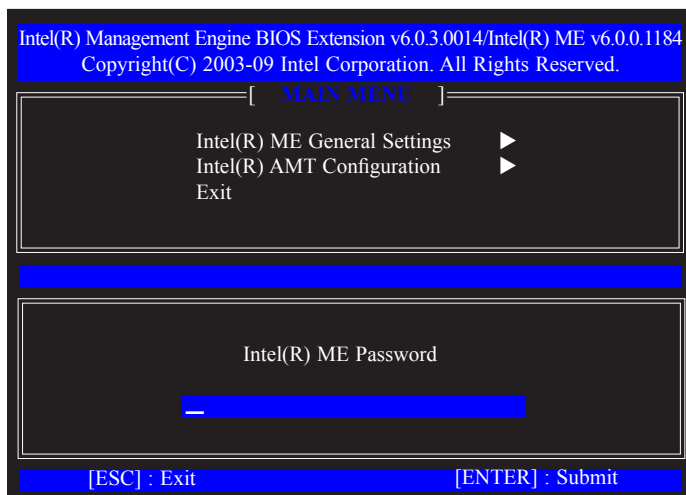 Intel(R) Management Engine BIOS Extension v6.0.3.0014/Intel(R) ME v6.0.0.1184
Copyright(C) 2003-09 Intel Corporation. All Rights Reserved.
[ MAIN MENU ]
Intel(R) ME General Settings ▶
Intel(R) AMT Configuration ▶
Exit
Intel(R) ME Password
[ESC] : Exit [ENTER] : Submit